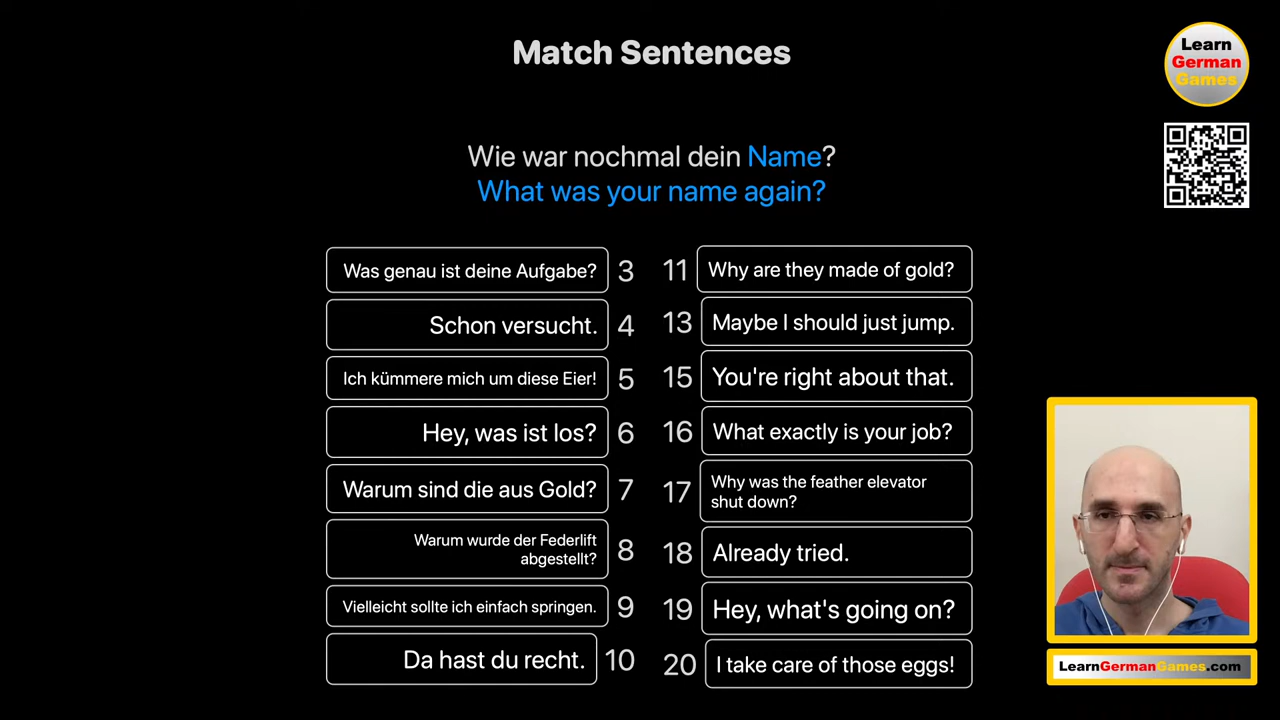 Match Sentences
Learn
German
Games
Wie war nochmal dein Name?
What was your name again?
Was genau ist deine Aufgabe? 3
11 Why are they made of gold?
Schon versucht. 4
13 Maybe I should just jump.
Ich kümmere mich um diese Eier! 5
15 You're right about that.
Hey, was ist los? 6
16 What exactly is your job?
Warum sind die aus Gold? 7
17 Why was the feather elevator
shut down?
Warum wurde der Federlift
abgestellt? 8
18 Already tried.
Vielleicht sollte ich einfach springen. 9
19 Hey, what's going on?
Da hast du recht. 10
20 I take care of those eggs!
LearnGermanGames.com